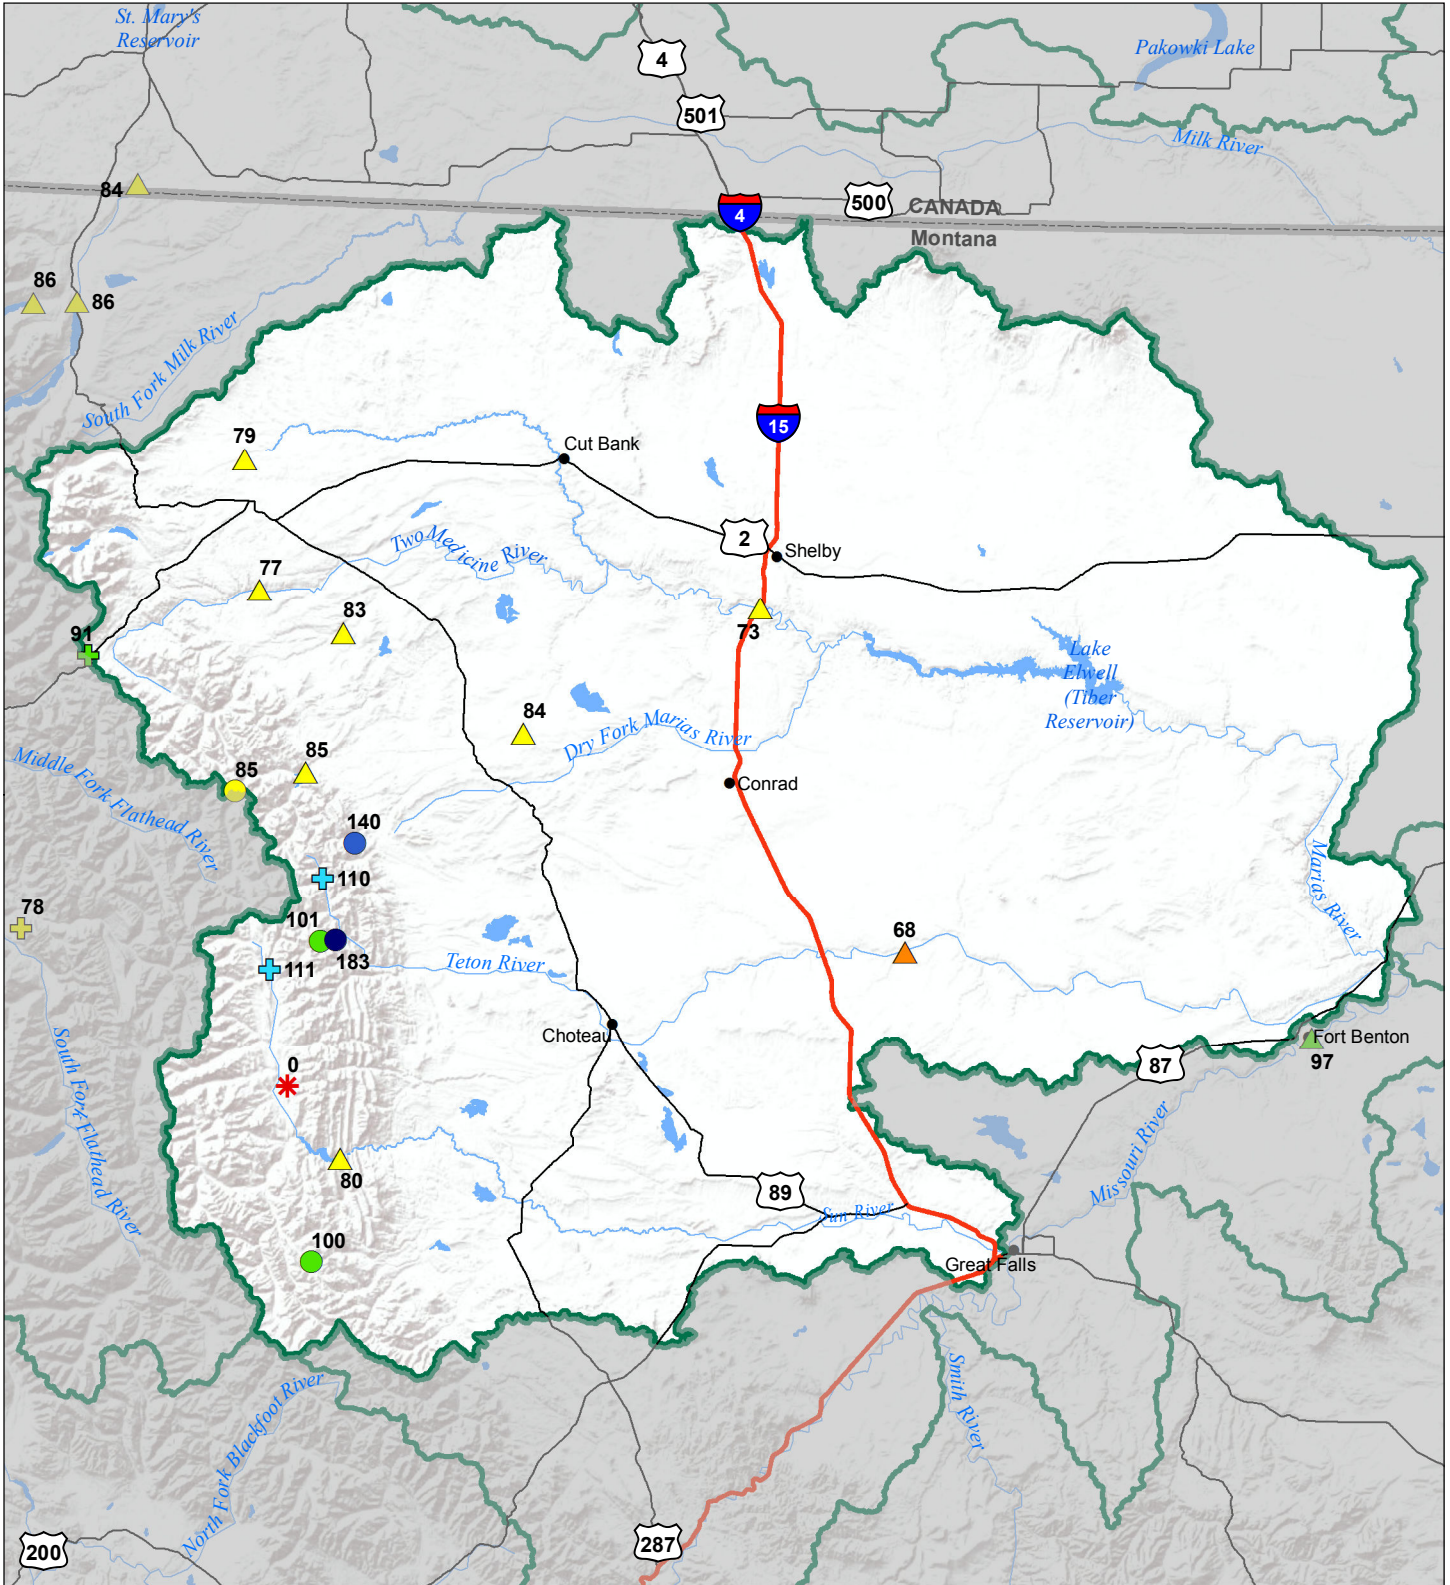 St. Mary's
Reservoir
4
Pakowki Lake
501
Milk River
84
4
500
CANADA
Montana
86
86
South Fork Milk River
15
79
Cut Bank
2
Shelby
Two Medicine River
77
83
73
91
Lake
Elwell
(Tiber
Reservoir)
84
Dry Fork Marias River
85
85
Middle Fork Flathead River
Conrad
140
110
Marias River
78
101
183
68
111
Teton River
Choteau
Fort Benton
97
87
South Fork Flathead River
0
Missouri River
80
89
Sun River
100
Great Falls
Smith River
North Fork Blackfoot River
200
287